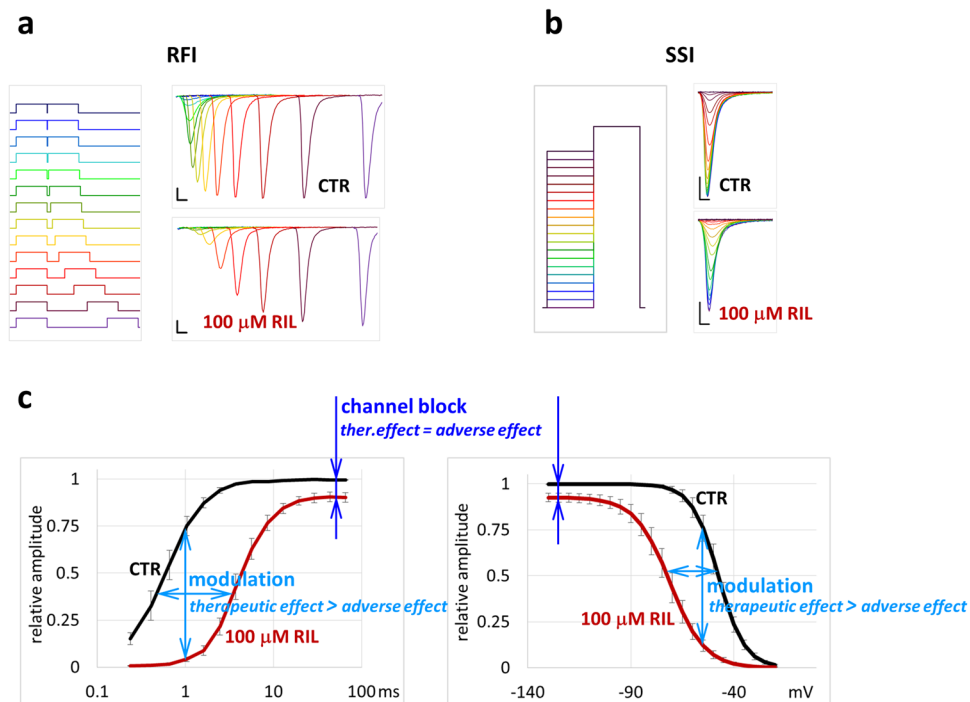 a
RFI
CTR
100 μM RIL
b
SSI
CTR
100 μM RIL
c
channel block
ther.effect = adverse effect
relative amplitude
1
0.75
0.5
0.25
0
CTR
modulation
therapeutic effect > adverse effect
100 μM RIL
0.1
1
10
100 ms
relative amplitude
1
0.75
0.5
0.25
0
CTR
modulation
therapeutic effect > adverse effect
100 μM RIL
-140
-90
-40
mV